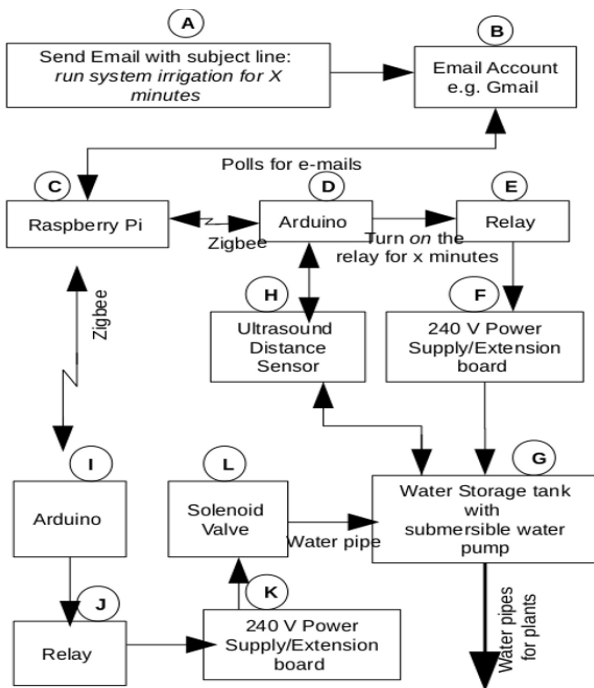 A
Send Email with subject line:
run system irrigation for X
minutes
B
Email Account
e.g. Gmail
Polls for e-mails
C
Raspberry Pi
Zigbee
D
Arduino
Turn on the
relay for x minutes
E
Relay
Zigbee
H
Ultrasound
Distance
Sensor
F
240 V Power
Supply/Extension
board
I
Arduino
L
Solenoid
Valve
Water pipe
G
Water Storage tank
with
submersible water
pump
J
Relay
K
240 V Power
Supply/Extension
board
Water pipes
for plants